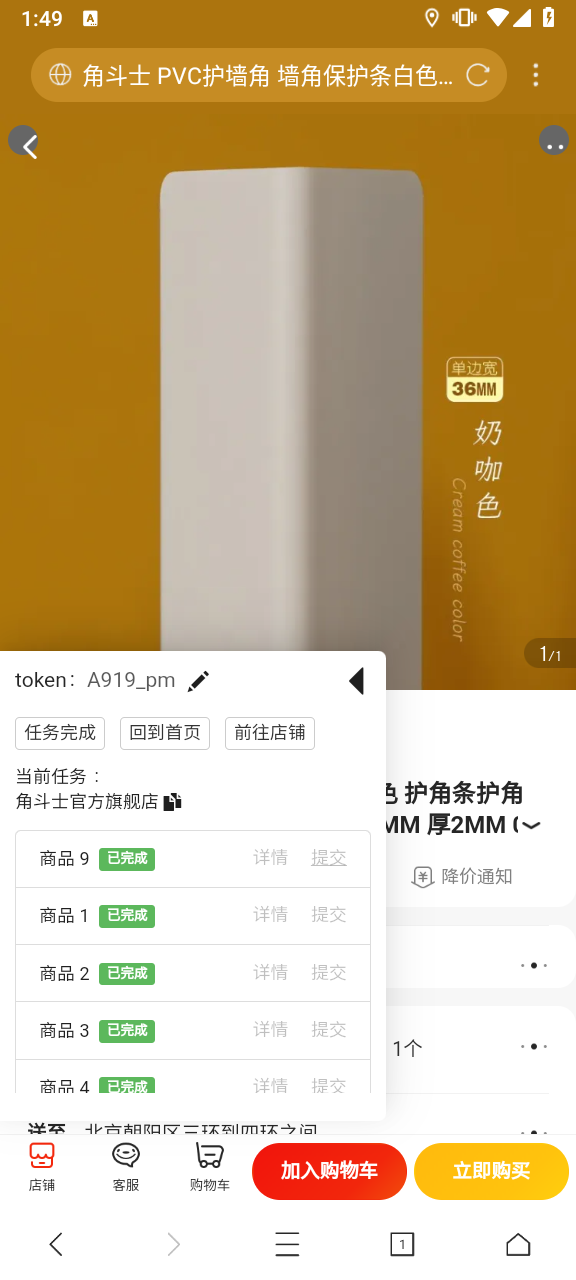 1:49
A
角斗士 PVC护墙角 墙角保护条白色...
单边宽
36MM
奶咖色
Cream coffee color
1/1
token： A919_pm
任务完成 回到首页 前往店铺
当前任务 ：
角斗士官方旗舰店
色 护角条护角
MM 厚2MM
降价通知
商品 9 已完成 详情 提交
商品 1 已完成 详情 提交
商品 2 已完成 详情 提交
商品 3 已完成 详情 提交
1个
商品 4 已完成 详情 提交
送至 北京朝阳区三环到四环之间
店铺 客服 购物车 加入购物车 立即购买
1